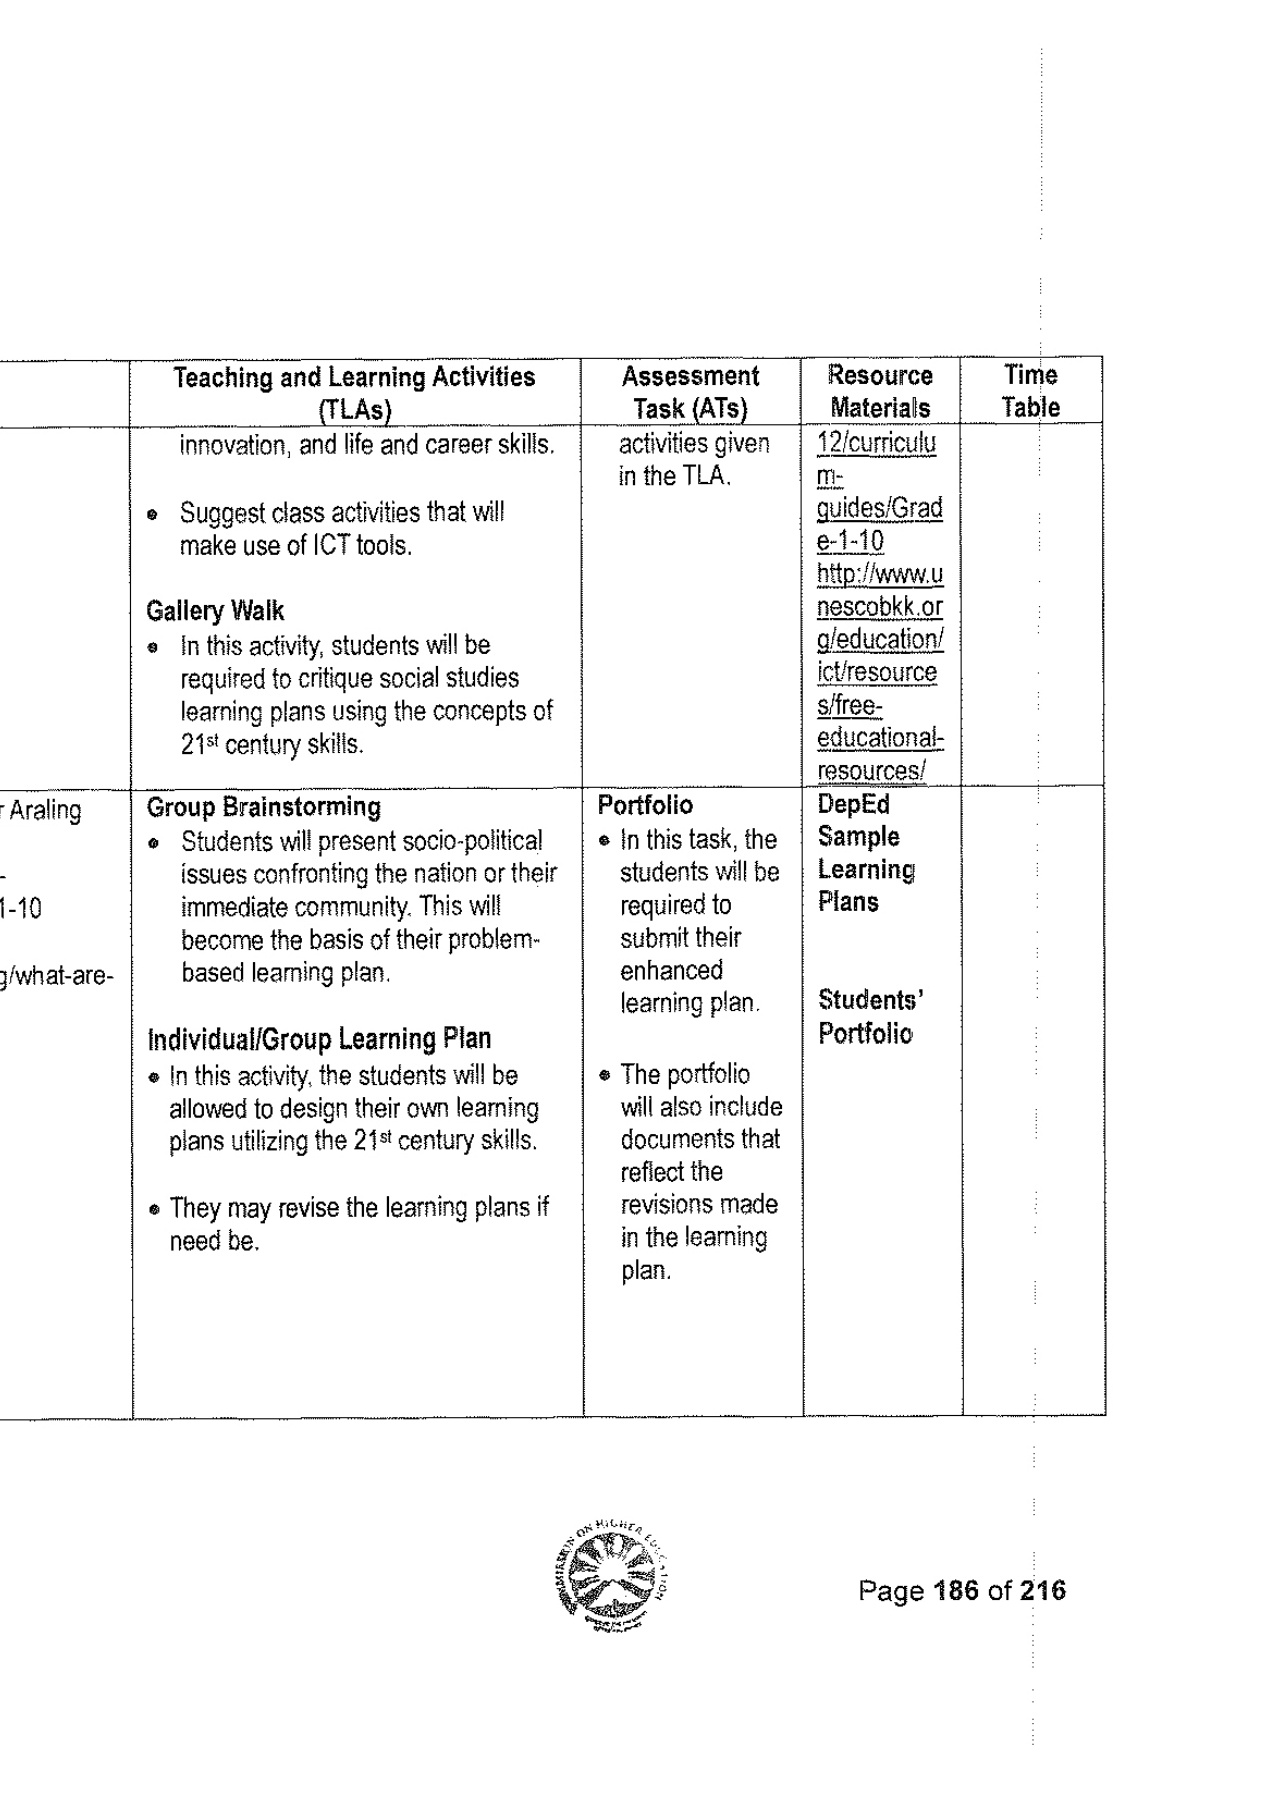 Teaching and Learning Activities
(TLAs)
Assessment
Task (ATs)
Resource
Materials
Time
Table
innovation, and life and career skills.
• Suggest class activities that will
make use of ICT tools.
Gallery Walk
• In this activity, students will be
required to critique social studies
learning plans using the concepts of
21st century skills.
activities given
in the TLA.
12/curriculu
m-
guides/Grad
e-1-10
http://www.u
nescobkk.or
g/education/
ict/resource
s/free-
educational-
resources/
r Araling
-
1-10
g/what-are-
Group Brainstorming
• Students will present socio-political
issues confronting the nation or their
immediate community. This will
become the basis of their problem-
based learning plan.
Individual/Group Learning Plan
• In this activity, the students will be
allowed to design their own learning
plans utilizing the 21st century skills.
• They may revise the learning plans if
need be.
Portfolio
• In this task, the
students will be
required to
submit their
enhanced
learning plan.
• The portfolio
will also include
documents that
reflect the
revisions made
in the learning
plan.
DepEd
Sample
Learning
Plans
Students'
Portfolio
ON HIGHER EDUCATION
Page 186 of 216